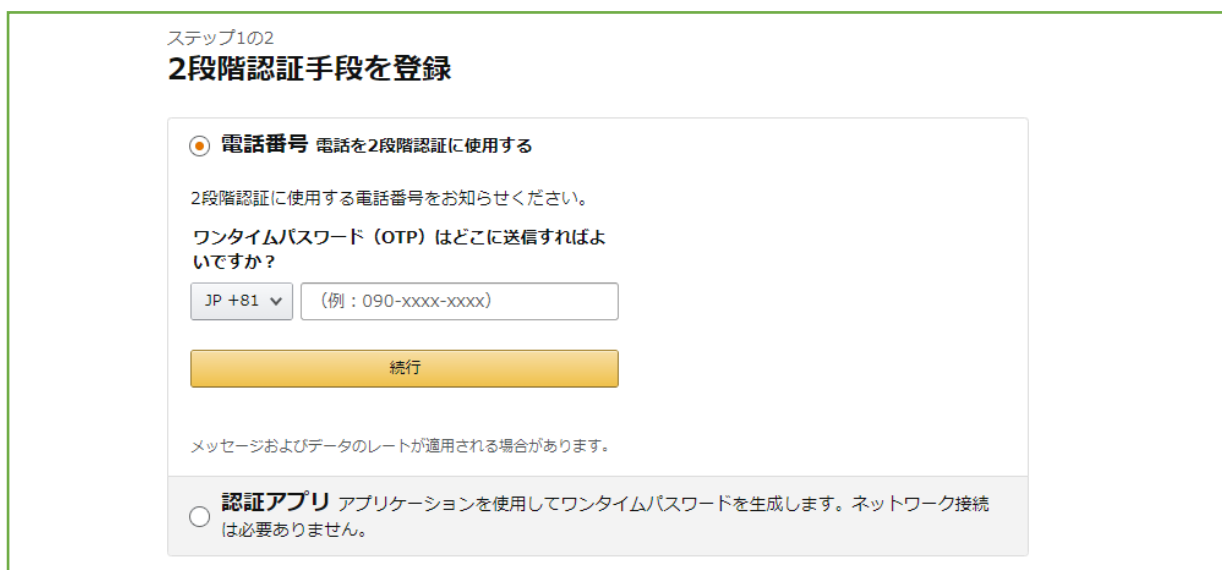 ステップ1の2
2段階認証手段を登録
電話番号 電話を2段階認証に使用する
2段階認証に使用する電話番号をお知らせください。
ワンタイムパスワード（OTP）はどこに送信すればよ
いですか？
JP +81 （例：090-xxxx-xxxx）
続行
メッセージおよびデータのレートが適用される場合があります。
認証アプリ アプリケーションを使用してワンタイムパスワードを生成します。ネットワーク接続
は必要ありません。